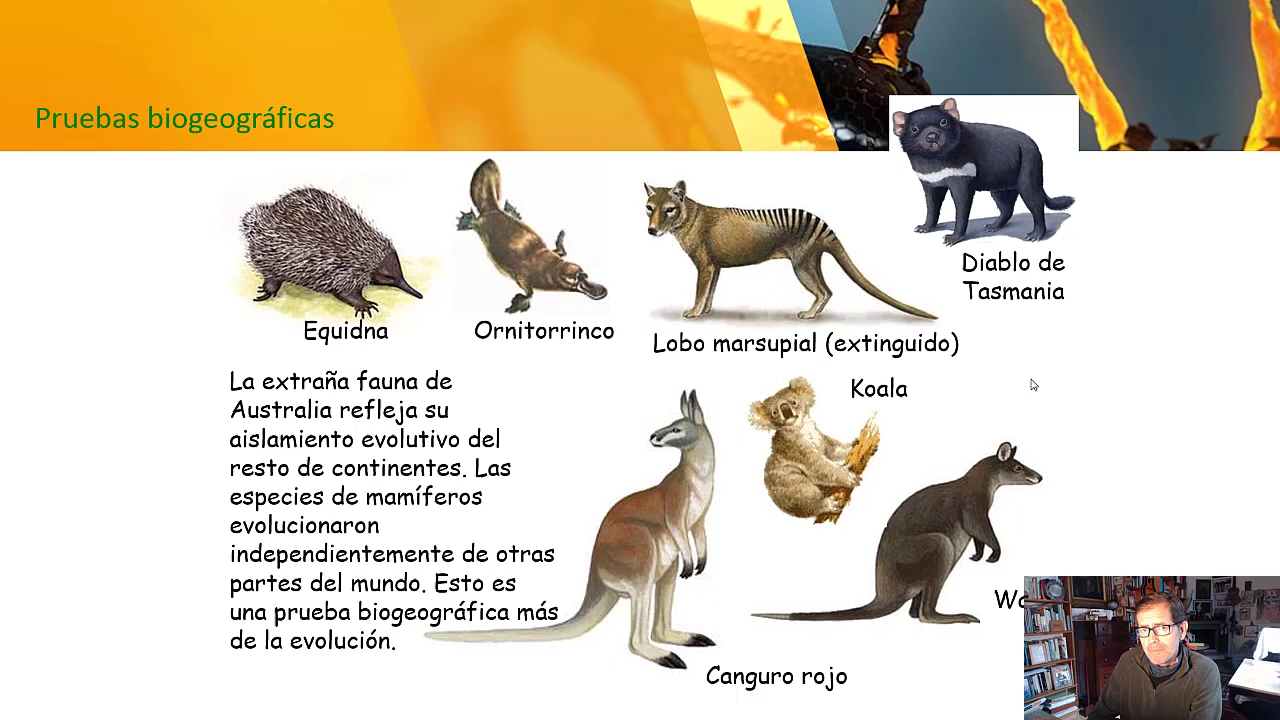 Pruebas biogeográficas
Equidna
Ornitorrinco
Lobo marsupial (extinguido)
Diablo de
Tasmania
La extraña fauna de
Australia refleja su
aislamiento evolutivo del
resto de continentes. Las
especies de mamíferos
evolucionaron
independientemente de otras
partes del mundo. Esto es
una prueba biogeográfica más
de la evolución.
Koala
Canguro rojo